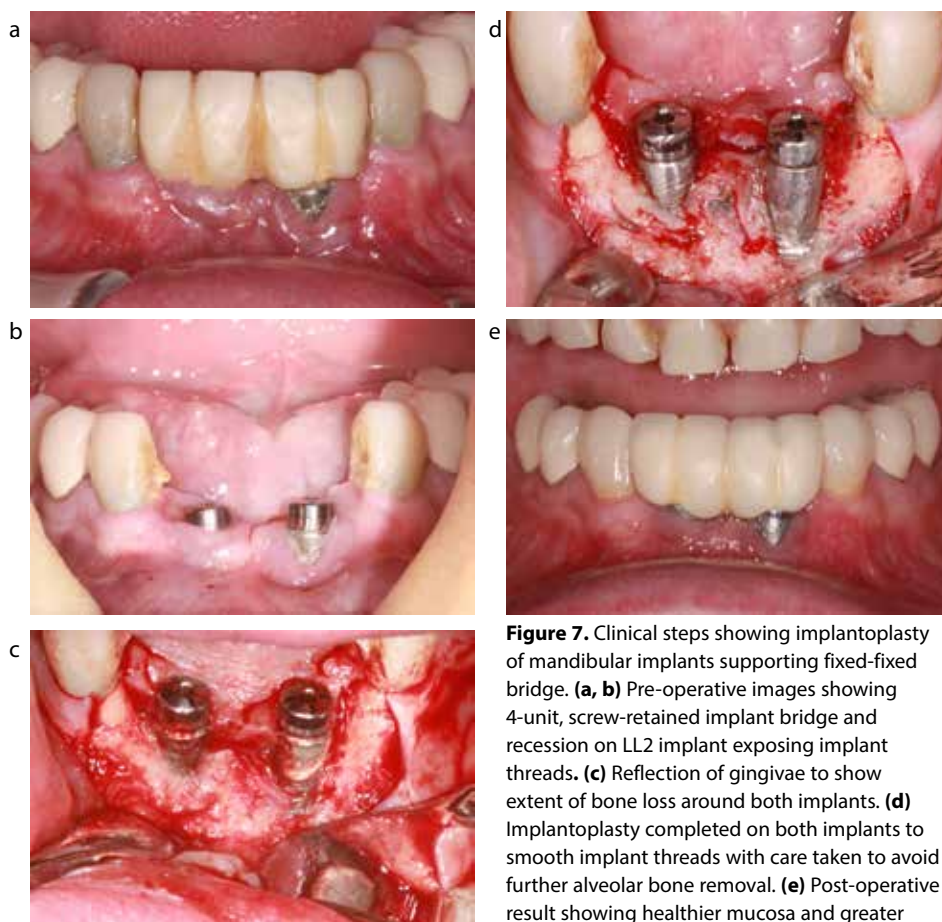 a
d
b
e
c
Figure 7. Clinical steps showing implantoplasty
of mandibular implants supporting fixed-fixed
bridge. (a, b) Pre-operative images showing
4-unit, screw-retained implant bridge and
recession on LL2 implant exposing implant
threads. (c) Reflection of gingivae to show
extent of bone loss around both implants. (d)
Implantoplasty completed on both implants to
smooth implant threads with care taken to avoid
further alveolar bone removal. (e) Post-operative
result showing healthier mucosa and greater